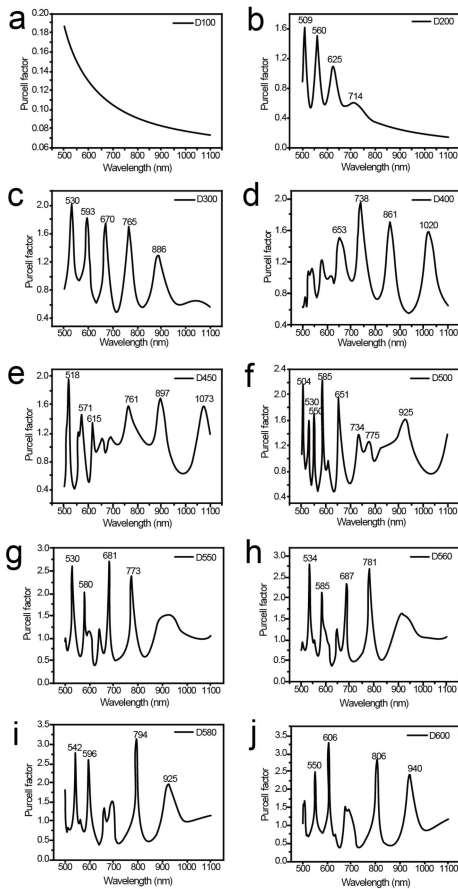 a
D100
Purcell factor
0.20
0.18
0.16
0.14
0.12
0.10
0.08
0.06
500 600 700 800 900 1000 1100
Wavelength (nm)
b
D200
Purcell factor
1.6
1.2
0.8
0.4
509
560
625
714
500 600 700 800 900 1000 1100
Wavelength (nm)
c
D300
Purcell factor
2.0
1.6
1.2
0.8
0.4
530
593
670
765
886
500 600 700 800 900 1000 1100
Wavelength (nm)
d
D400
Purcell factor
2.0
1.6
1.2
0.8
0.4
653
738
861
1020
500 600 700 800 900 1000 1100
Wavelength (nm)
e
D450
Purcell factor
2.0
1.6
1.2
0.8
0.4
518
571
615
761
897
1073
500 600 700 800 900 1000 1100
Wavelength (nm)
f
D500
Purcell factor
2.4
2.0
1.6
1.2
0.8
0.4
504
530
550
585
651
734
775
925
500 600 700 800 900 1000 1100
Wavelength (nm)
g
D550
Purcell factor
3.0
2.5
2.0
1.5
1.0
0.5
0.0
530
580
681
773
500 600 700 800 900 1000 1100
Wavelength (nm)
h
D560
Purcell factor
3.0
2.5
2.0
1.5
1.0
0.5
0.0
534
585
687
781
500 600 700 800 900 1000 1100
Wavelength (nm)
i
D580
Purcell factor
3.5
3.0
2.5
2.0
1.5
1.0
0.5
0.0
542
596
794
925
500 600 700 800 900 1000 1100
Wavelength (nm)
j
D600
Purcell factor
3.5
3.0
2.5
2.0
1.5
1.0
0.5
0.0
550
606
806
940
500 600 700 800 900 1000 1100
Wavelength (nm)